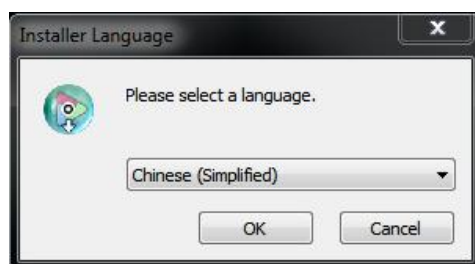 Installer Language
x
Please select a language.
Chinese (Simplified)
OK
Cancel